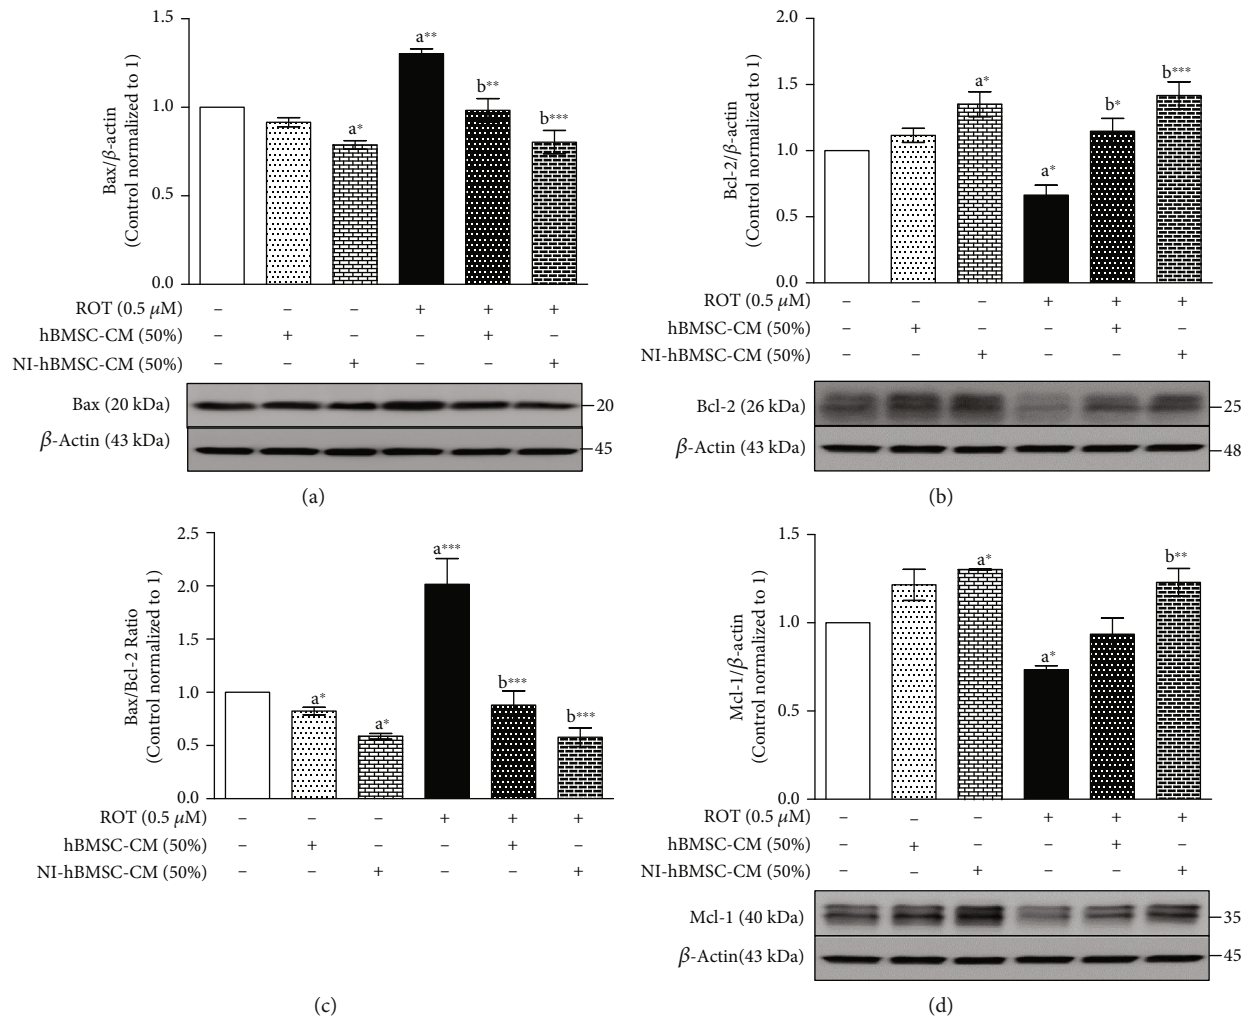 1.5
1.0
0.5
0.0
Bax/β-actin
(Control normalized to 1)
a**
a*
b**
b***
ROT (0.5 μM) – – – + + +
hBMSC-CM (50%) – + – – + –
NI-hBMSC-CM (50%) – – + – – +
Bax (20 kDa) 20
β-Actin (43 kDa) 45
(a)
2.0
1.5
1.0
0.5
0.0
Bcl-2/β-actin
(Control normalized to 1)
a*
a*
b*
b***
ROT (0.5 μM) – – – + + +
hBMSC-CM (50%) – + – – + –
NI-hBMSC-CM (50%) – – + – – +
Bcl-2 (26 kDa) 25
β-Actin (43 kDa) 48
(b)
2.5
2.0
1.5
1.0
0.5
0.0
Bax/Bcl-2 Ratio
(Control normalized to 1)
a*
a*
a***
b***
b***
ROT (0.5 μM) – – – + + +
hBMSC-CM (50%) – + – – + –
NI-hBMSC-CM (50%) – – + – – +
(c)
1.5
1.0
0.5
0.0
Mcl-1/β-actin
(Control normalized to 1)
a*
a*
b**
ROT (0.5 μM) – – – + + +
hBMSC-CM (50%) – + – – + –
NI-hBMSC-CM (50%) – – + – – +
Mcl-1 (40 kDa) 35
β-Actin(43 kDa) 45
(d)